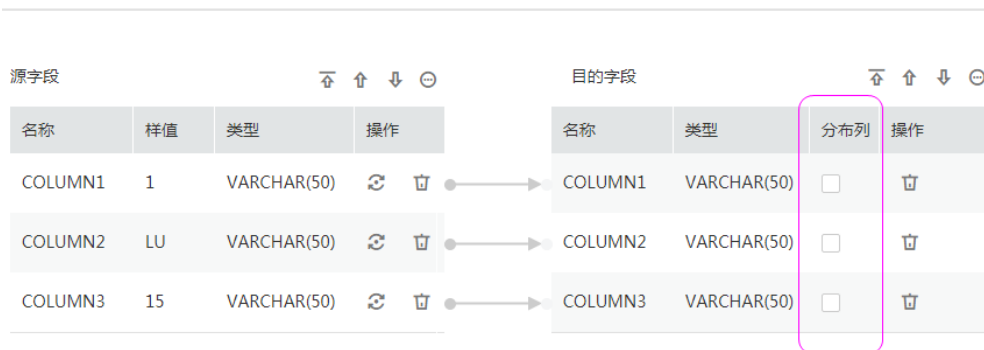 源字段 目的字段
名称 样值 类型 操作 名称 类型 分布列 操作
COLUMN1 1 VARCHAR(50) COLUMN1 VARCHAR(50)
COLUMN2 LU VARCHAR(50) COLUMN2 VARCHAR(50)
COLUMN3 15 VARCHAR(50) COLUMN3 VARCHAR(50)